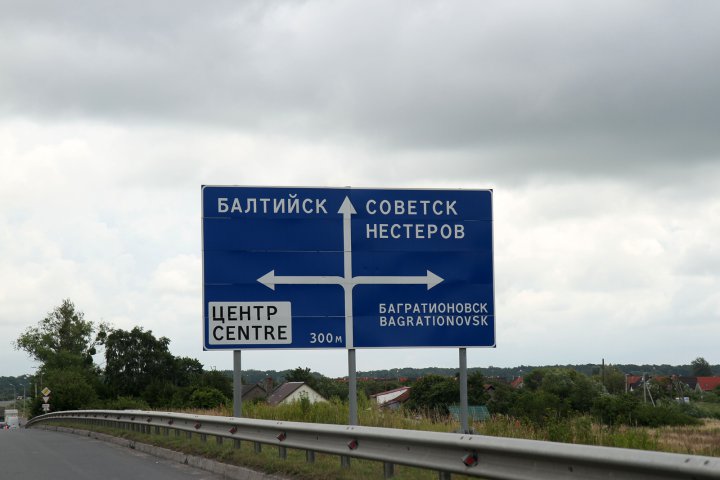 БАЛТИЙСК
СОВЕТСК
НЕСТЕРОВ
ЦЕНТР
CENTRE
300м
БАГРАТИОНОВСК
BAGRATIONOVSK